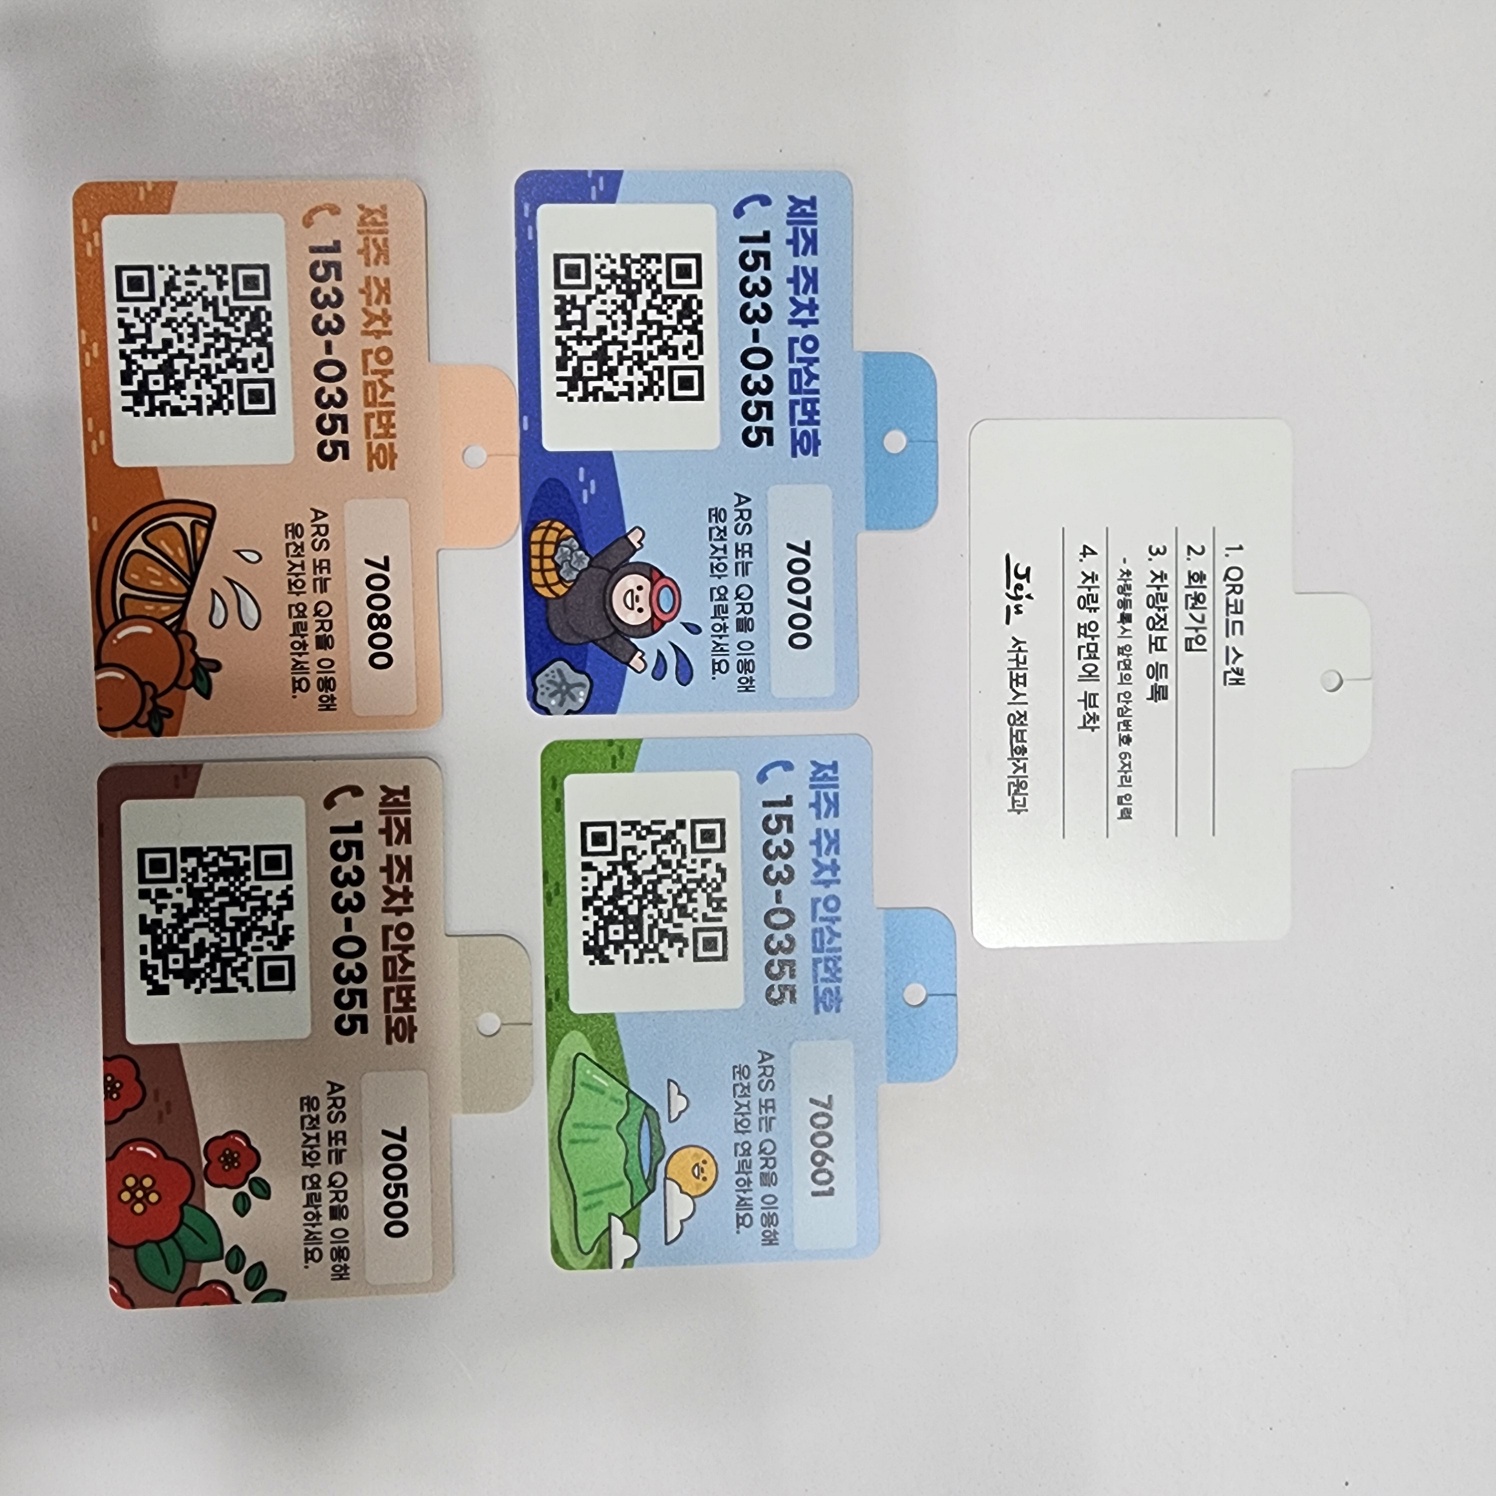 제주 주차 안심번호
1533-0355
700800
ARS 또는 QR을 이용해
운전자와 연락하세요.
제주 주차 안심번호
1533-0355
700500
ARS 또는 QR을 이용해
운전자와 연락하세요.
제주 주차 안심번호
1533-0355
700700
ARS 또는 QR을 이용해
운전자와 연락하세요.
제주 주차 안심번호
1533-0355
700601
ARS 또는 QR을 이용해
운전자와 연락하세요.
1. QR코드 스캔
2. 회원가입
3. 차량정보 등록
- 차량등록시 앞면의 안심번호 6자리 입력
4. 차량 앞면에 부착
Jeju 서귀포시 정보화지원과